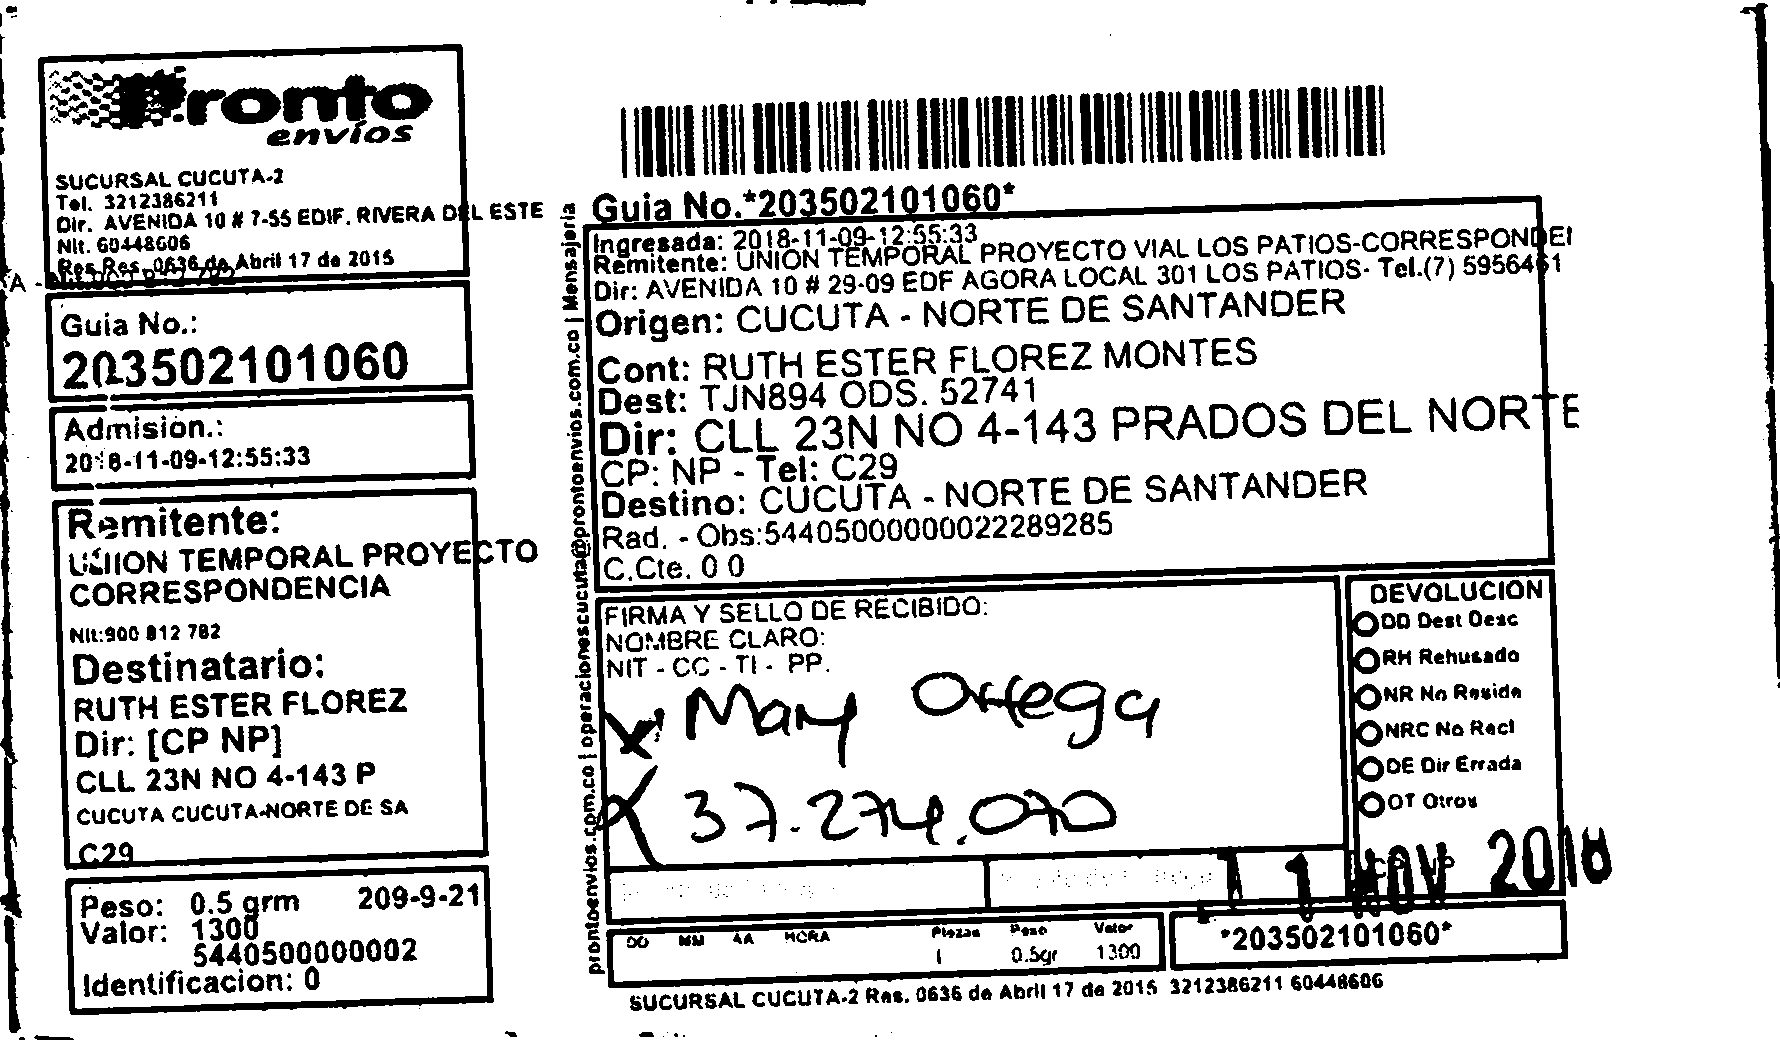 Pronto
envíos
SUCURSAL CUCUTA-2
Tel. 3212386211
Dir. AVENIDA 10 # 7-55 EDIF. RIVERA DEL ESTE
Nit. 60448606
Res Res. 0636 de Abril 17 de 2015
Guia No.:
203502101060
Admisión.:
2018-11-09-12:55:33
Remitente:
UNION TEMPORAL PROYECTO
CORRESPONDENCIA
Nit:900 812 782
Destinatario:
RUTH ESTER FLOREZ
Dir: [CP NP]
CLL 23N NO 4-143 P
CUCUTA CUCUTA-NORTE DE SA
C29
Peso: 0.5 grm 209-9-21
Valor: 1300
5440500000002
Identificacion: 0
prontoenvios.com.co | operacionescucuta@prontoenvios.com.co | Mensajeria
Guia No.*203502101060*
Ingresada: 2018-11-09-12:55:33
Remitente: UNION TEMPORAL PROYECTO VIAL LOS PATIOS-CORRESPONDEI
Dir: AVENIDA 10 # 29-09 EDF AGORA LOCAL 301 LOS PATIOS- Tel.(7) 5956461
Origen: CUCUTA - NORTE DE SANTANDER
Cont: RUTH ESTER FLOREZ MONTES
Dest: TJN894 ODS. 52741
Dir: CLL 23N NO 4-143 PRADOS DEL NORTE
CP: NP - Tel: C29
Destino: CUCUTA - NORTE DE SANTANDER
Rad. - Obs:54405000000022289285
C.Cte. 0 0
FIRMA Y SELLO DE RECIBIDO:
NOMBRE CLARO:
NIT - CC - TI - PP.
Mary Ortega
37.274.070
DEVOLUCION
DD Dest Desc
RH Rehusado
NR No Reside
NRC No Recl
DE Dir Errada
OT Otros
11 NOV 2018
DD MM AA HORA
Piezas Peso Valor
1 0.5gr 1300
*203502101060*
SUCURSAL CUCUTA-2 Res. 0636 de Abril 17 de 2015 3212386211 60448606